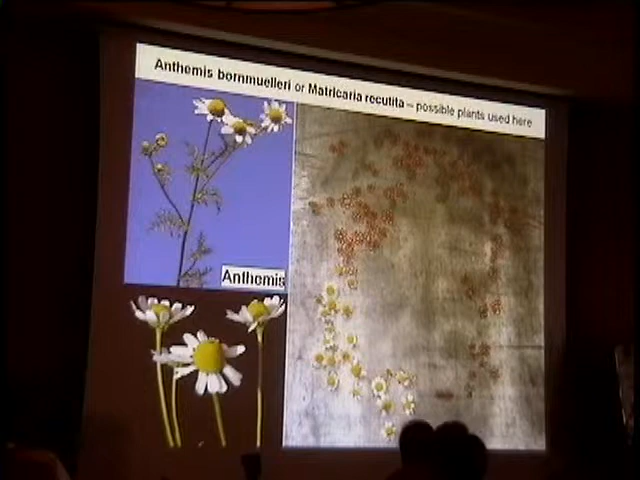 Anthemis bornmuelleri or Matricaria recutita – possible plants used here
Anthemis